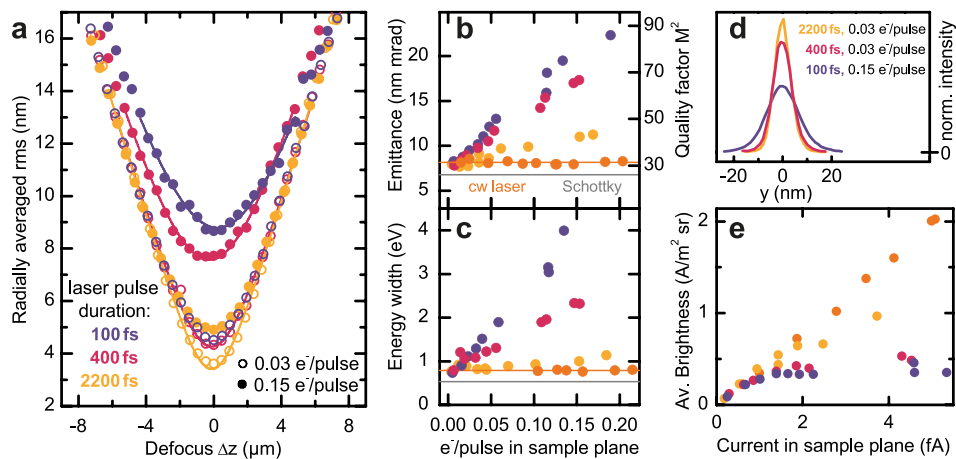 a
Radially averaged rms (nm)
16
14
12
10
8
6
4
2
laser pulse
duration:
100 fs
400 fs
2200 fs
0.03 e⁻/pulse
0.15 e⁻/pulse
-8 -4 0 4 8
Defocus Δz (µm)
b
Emittance (nm mrad)
20
15
10
5
Quality factor M²
90
70
50
30
cw laser
Schottky
c
Energy width (eV)
4
3
2
1
0
0.00 0.05 0.10 0.15 0.20
e⁻/pulse in sample plane
d
2200 fs, 0.03 e⁻/pulse
400 fs, 0.03 e⁻/pulse
100 fs, 0.15 e⁻/pulse
norm. intensity
0
-20 0 20
y (nm)
e
Av. Brightness (A/m² sr)
2
1
0
0 1 2 3 4 5
Current in sample plane (fA)